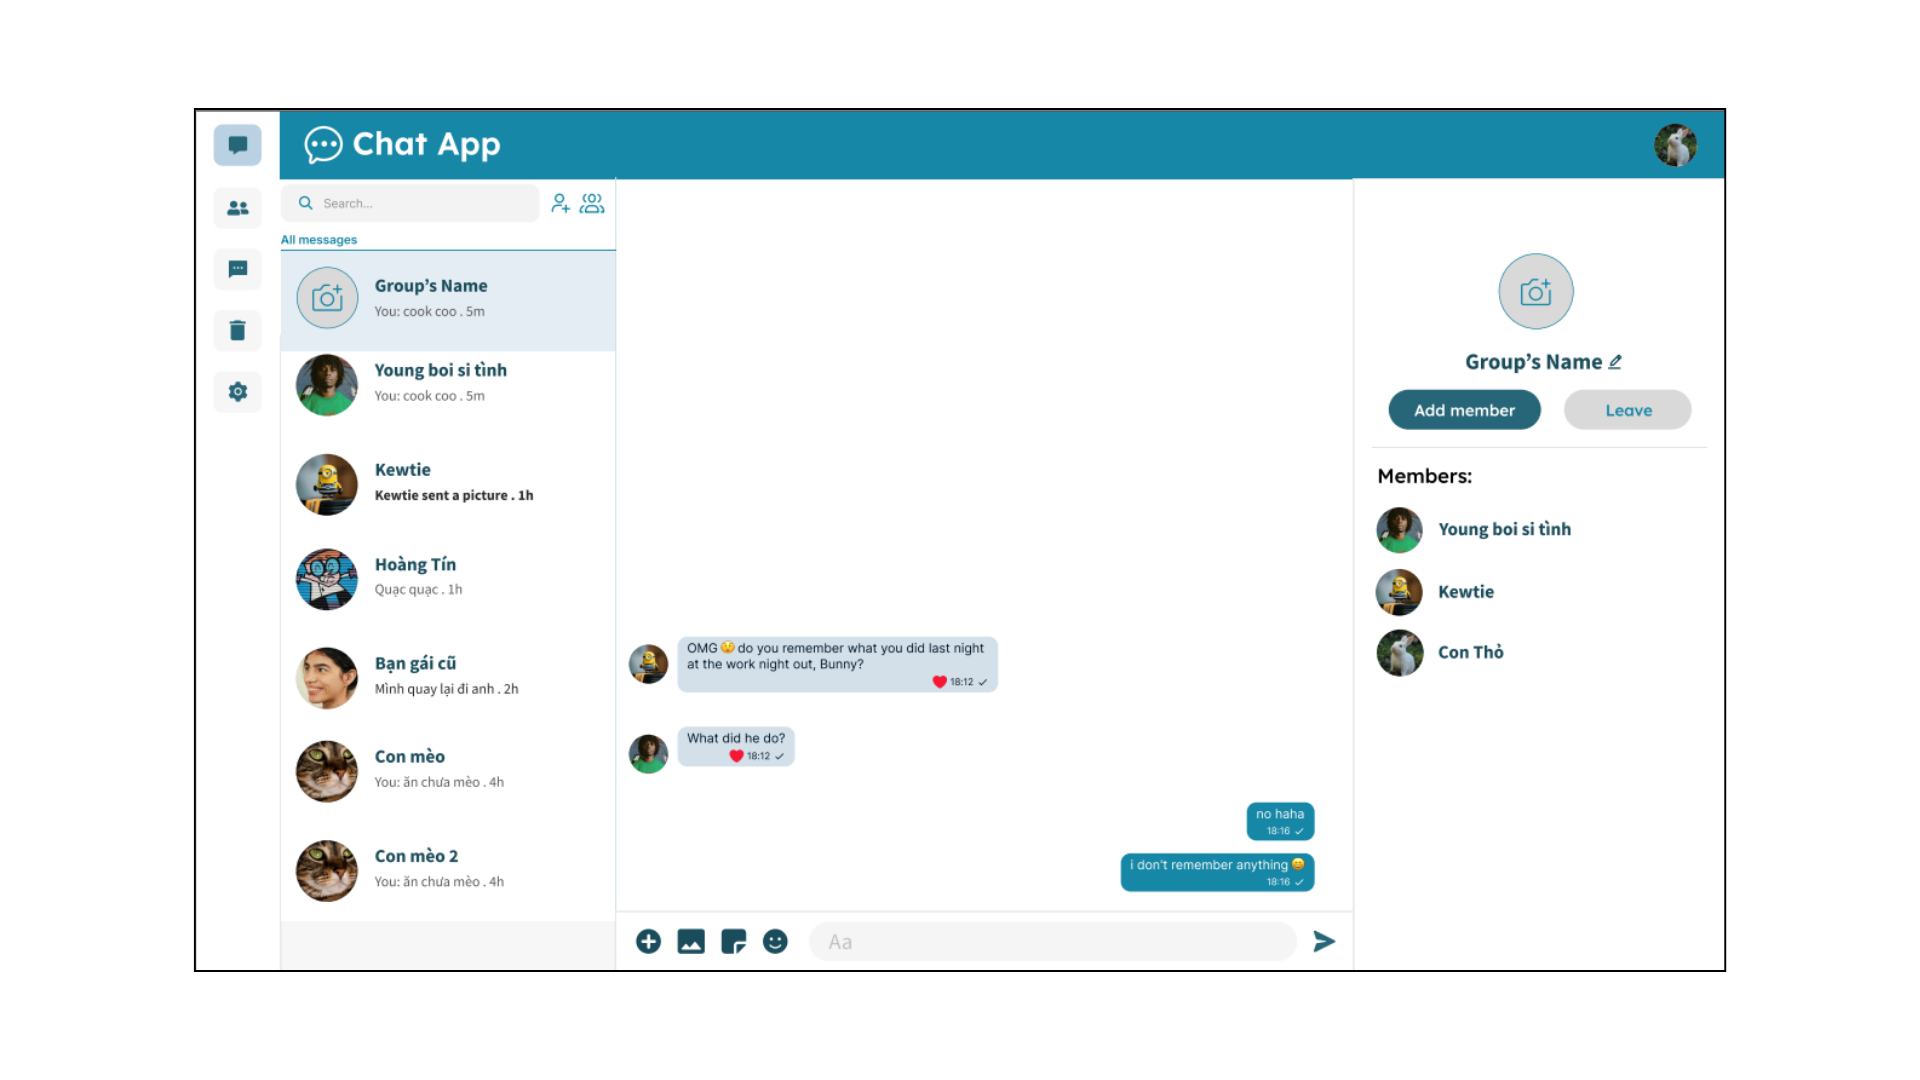 Chat App
Search...
All messages
Group’s Name
You: cook coo . 5m
Young boi si tình
You: cook coo . 5m
Kewtie
Kewtie sent a picture . 1h
Hoàng Tín
Quạc quạc . 1h
Bạn gái cũ
Mình quay lại đi anh . 2h
Con mèo
You: ăn chưa mèo . 4h
Con mèo 2
You: ăn chưa mèo . 4h
OMG 🫣 do you remember what you did last night
at the work night out, Bunny?
18:12
What did he do?
18:12
no haha
18:16
i don't remember anything 😄
18:16
Aa
Group’s Name
Add member
Leave
Members:
Young boi si tình
Kewtie
Con Thỏ